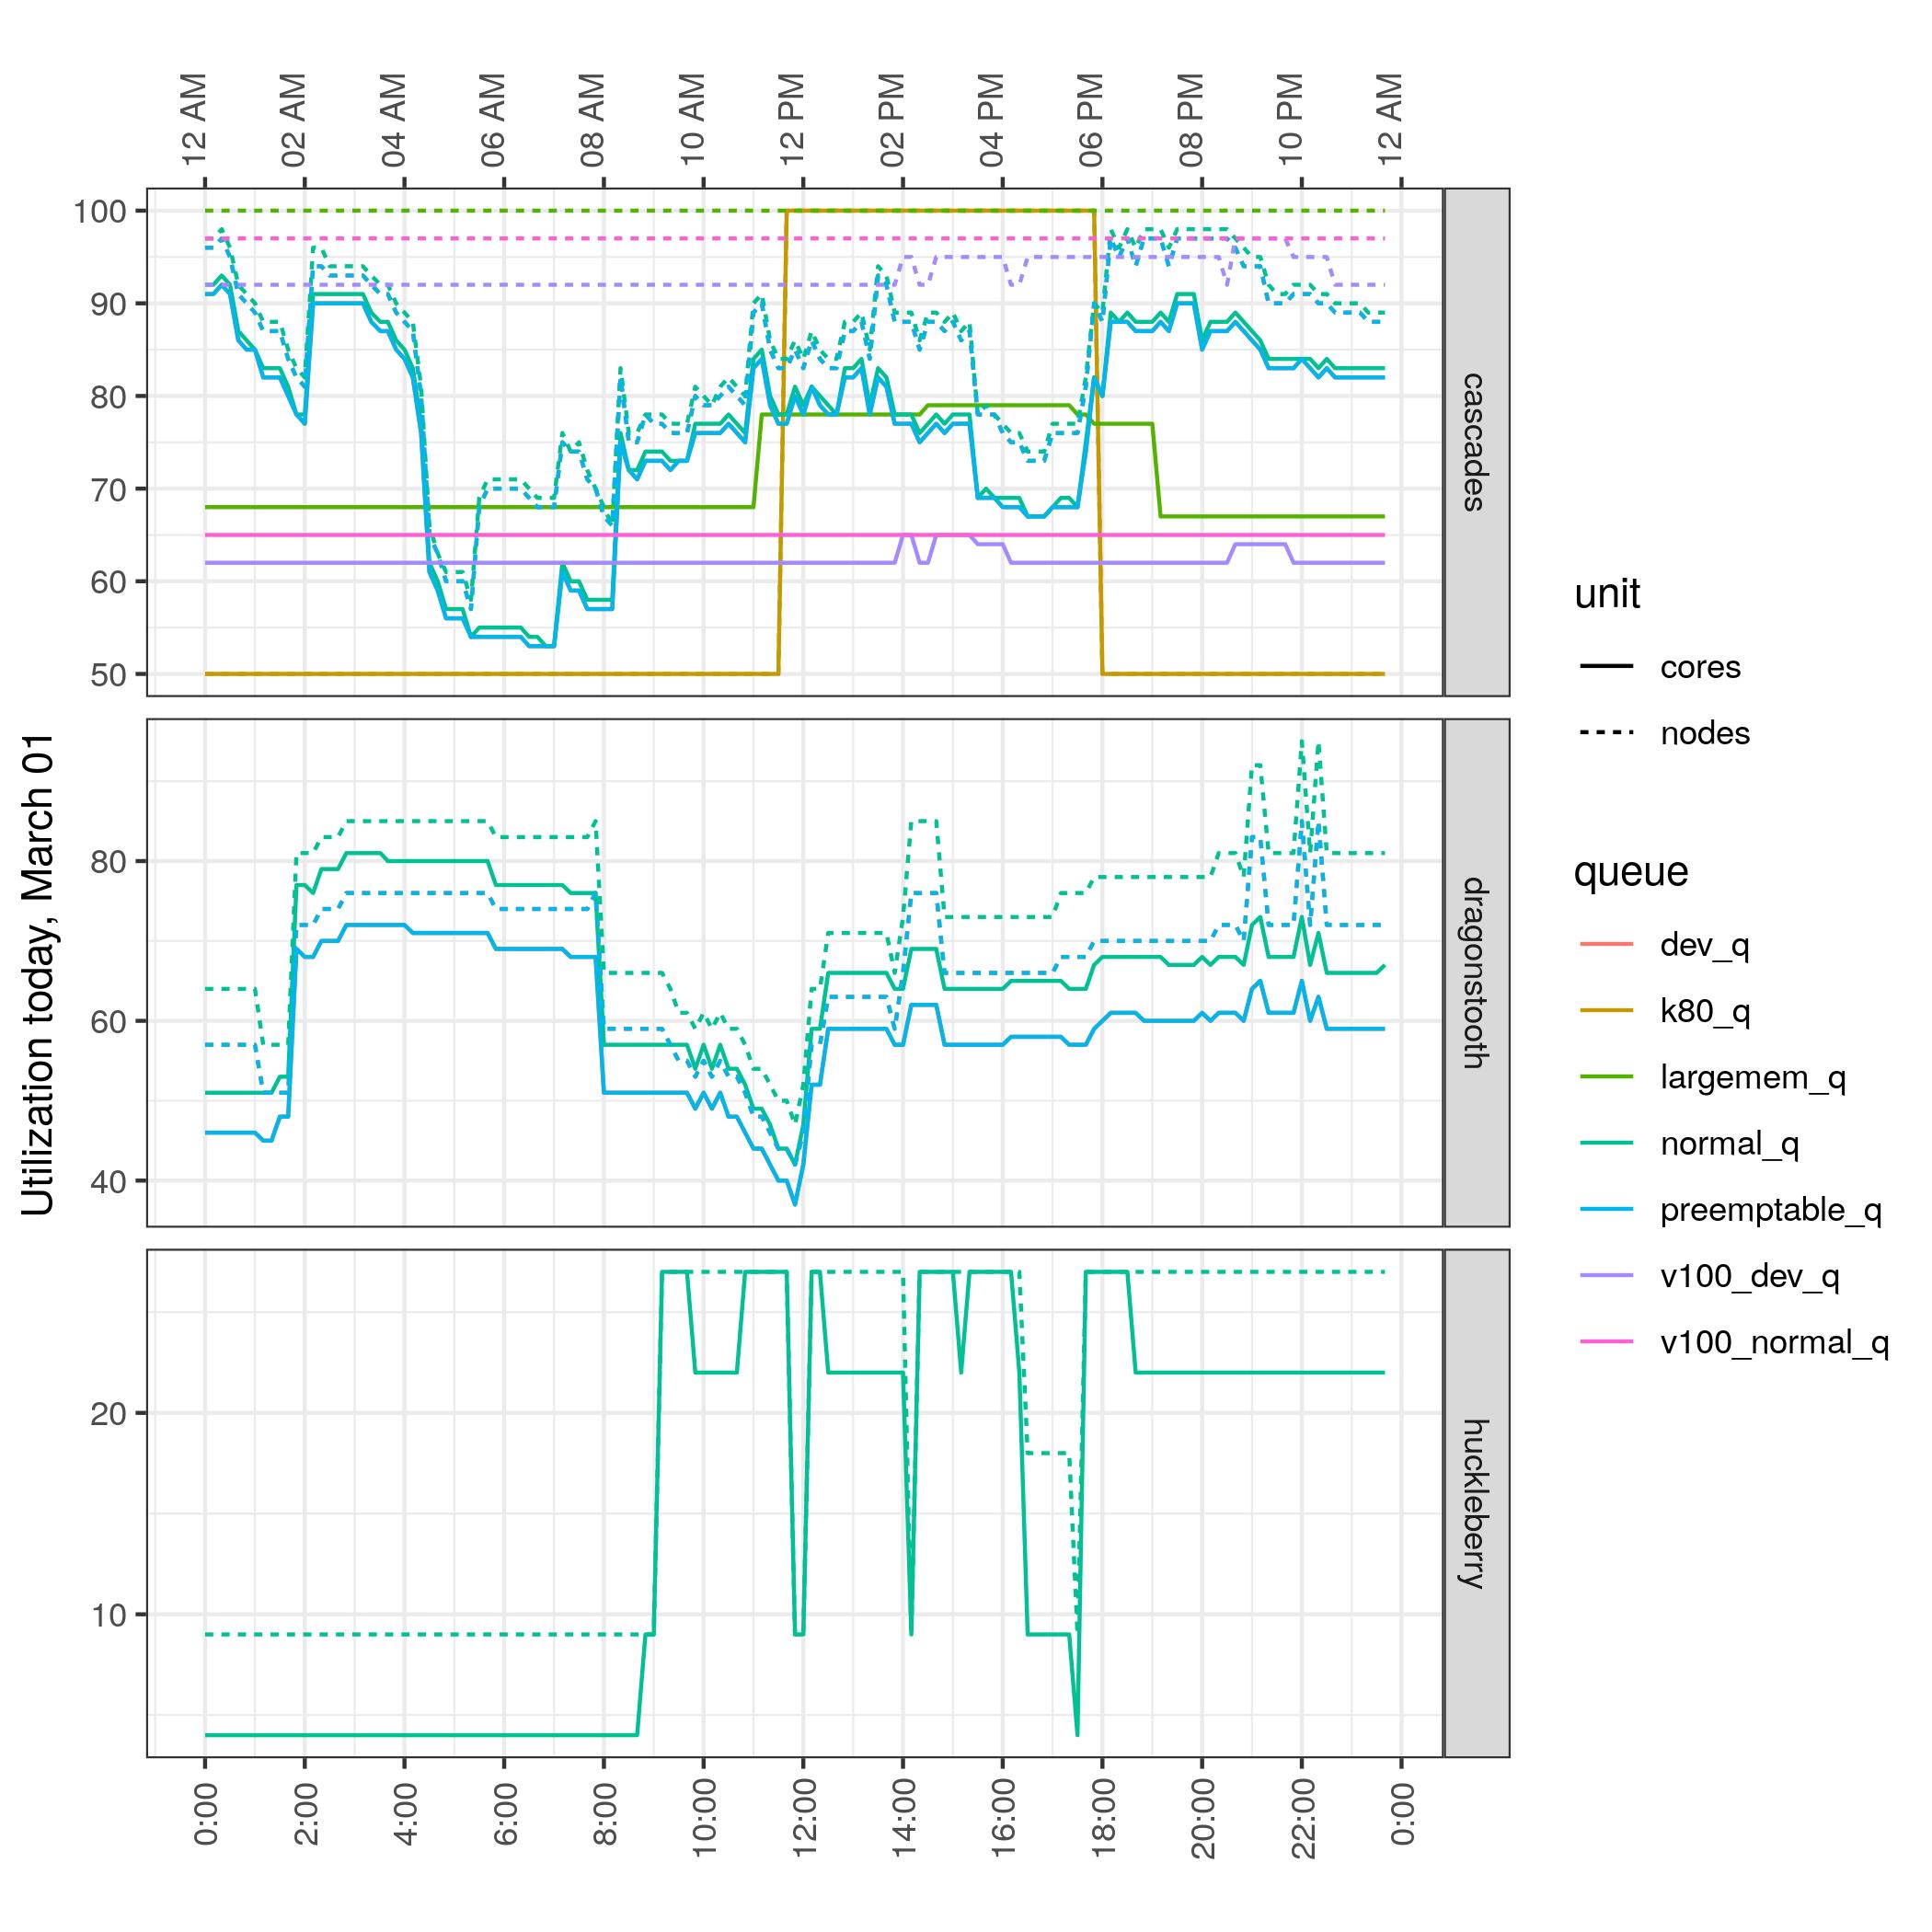 12 AM
02 AM
04 AM
06 AM
08 AM
10 AM
12 PM
02 PM
04 PM
06 PM
08 PM
10 PM
12 AM
Utilization today, March 01
100
90
80
70
60
50
cascades
80
60
40
dragonstooth
20
10
huckleberry
0:00
2:00
4:00
6:00
8:00
10:00
12:00
14:00
16:00
18:00
20:00
22:00
0:00
unit
cores
nodes
queue
dev_q
k80_q
largemem_q
normal_q
preemptable_q
v100_dev_q
v100_normal_q